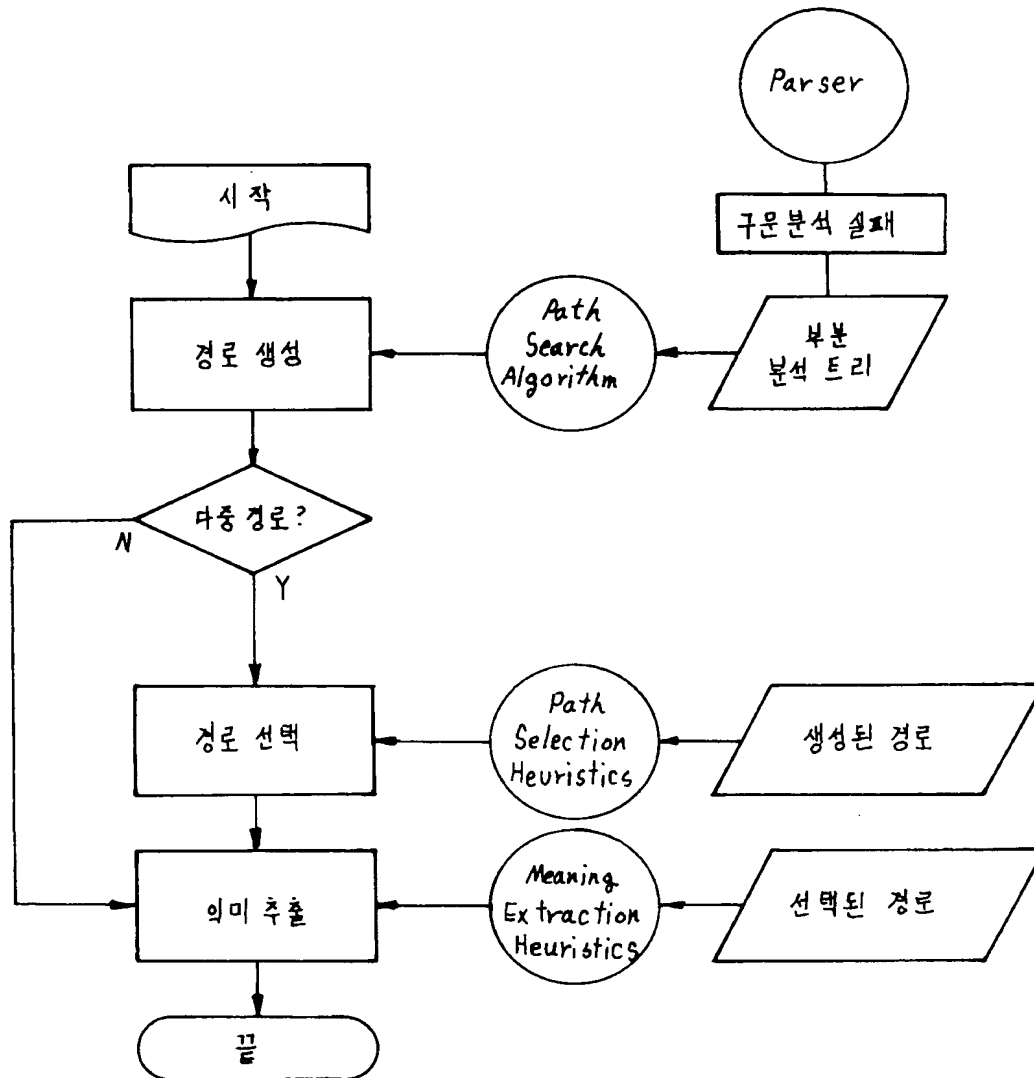 Parser
시작
구문분석 실패
경로 생성
Path
Search
Algorithm
부분
분석 트리
다중 경로?
N
Y
경로 선택
Path
Selection
Heuristics
생성된 경로
의미 추출
Meaning
Extraction
Heuristics
선택된 경로
끝